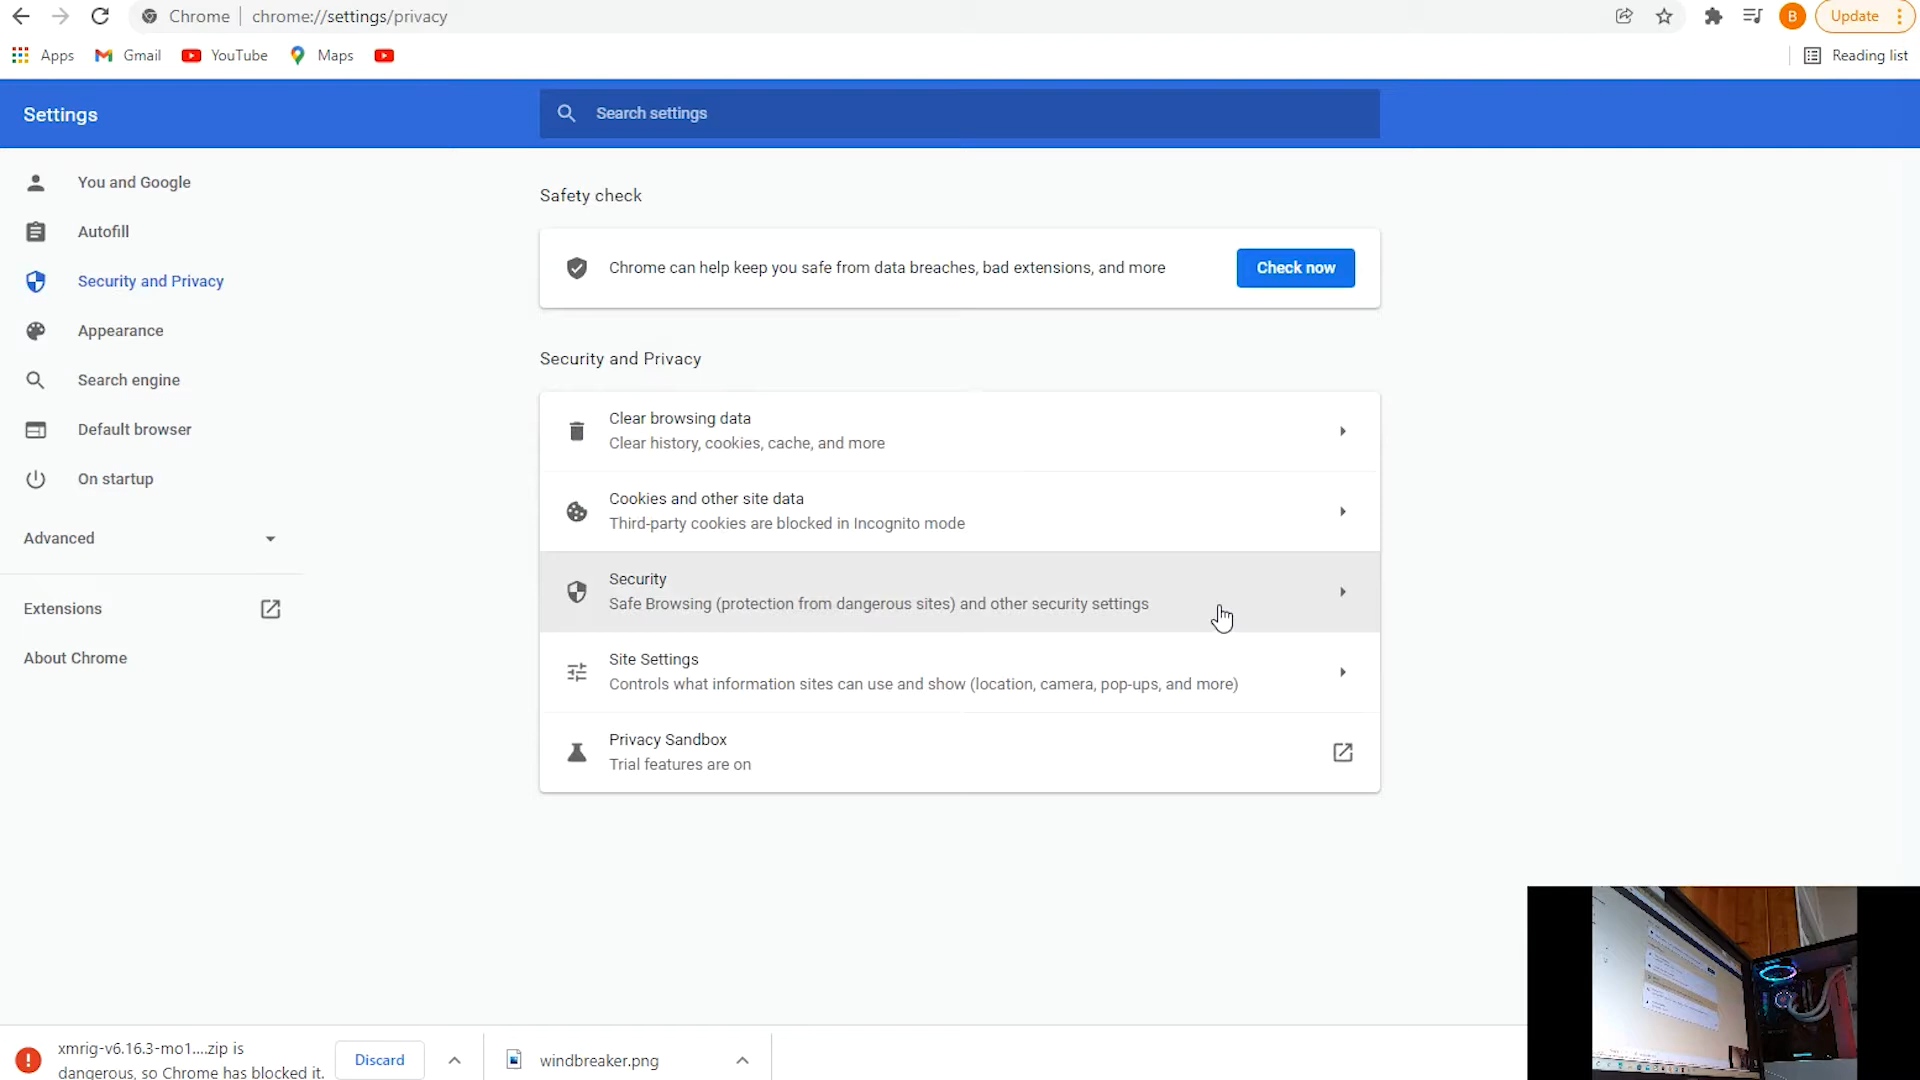 Chrome
chrome://settings/privacy
B
Update
Apps
Gmail
YouTube
Maps
Reading list
Settings
Search settings
You and Google
Autofill
Security and Privacy
Appearance
Search engine
Default browser
On startup
Advanced
Extensions
About Chrome
Safety check
Chrome can help keep you safe from data breaches, bad extensions, and more
Check now
Security and Privacy
Clear browsing data
Clear history, cookies, cache, and more
Cookies and other site data
Third-party cookies are blocked in Incognito mode
Security
Safe Browsing (protection from dangerous sites) and other security settings
Site Settings
Controls what information sites can use and show (location, camera, pop-ups, and more)
Privacy Sandbox
Trial features are on
xmrig-v6.16.3-mo1....zip is
dangerous, so Chrome has blocked it.
Discard
windbreaker.png